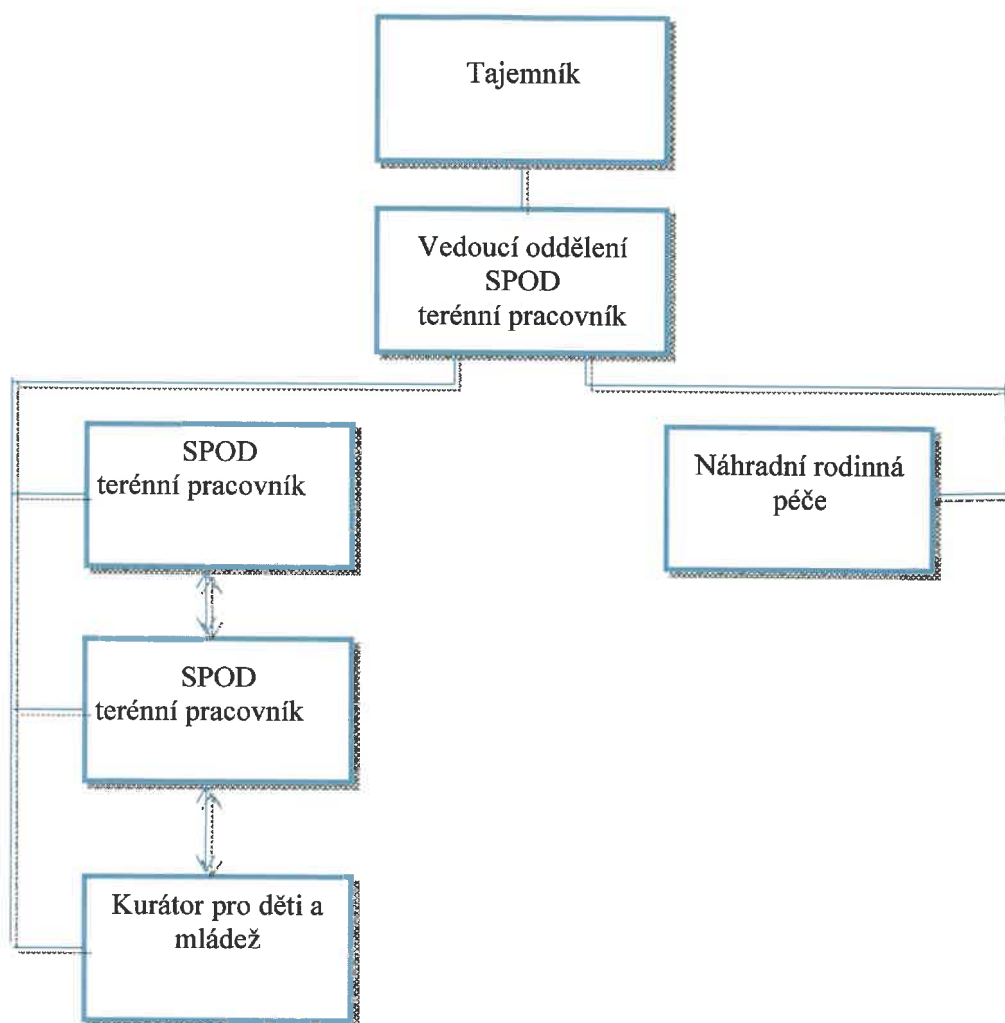 Tajemník
Vedoucí oddělení
SPOD
terénní pracovník
SPOD
terénní pracovník
Náhradní rodinná
péče
SPOD
terénní pracovník
Kurátor pro děti a
mládež